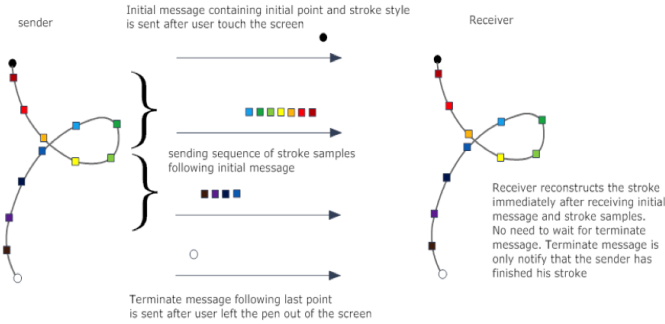 Initial message containing initial point and stroke style
is sent after user touch the screen
sender
Receiver
sending sequence of stroke samples
following initial message
Receiver reconstructs the stroke
immediately after receiving initial
message and stroke samples.
No need to wait for terminate
message. Terminate message is
only notify that the sender has
finished his stroke
Terminate message following last point
is sent after user left the pen out of the screen